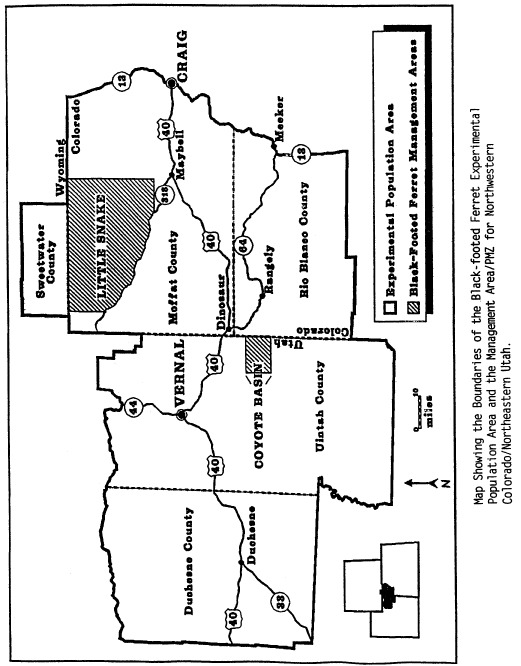 Wyoming
Colorado
Sweetwater
County
LITTLE SNAKE
13
CRAIG
40
Maybell
318
Moffat County
40
Dinosaur
Meeker
13
64
Rangely
Rio Blanco County
Colorado
Utah
44
VERNAL
40
COYOTE BASIN
Uintah County
40
Duchesne County
Duchesne
40
33
Experimental Population Area
Black-Footed Ferret Management Areas
0 10
miles
N
Map Showing the Boundaries of the Black-footed Ferret Experimental
Population Area and the Management Area/PMZ for Northwestern
Colorado/Northeastern Utah.